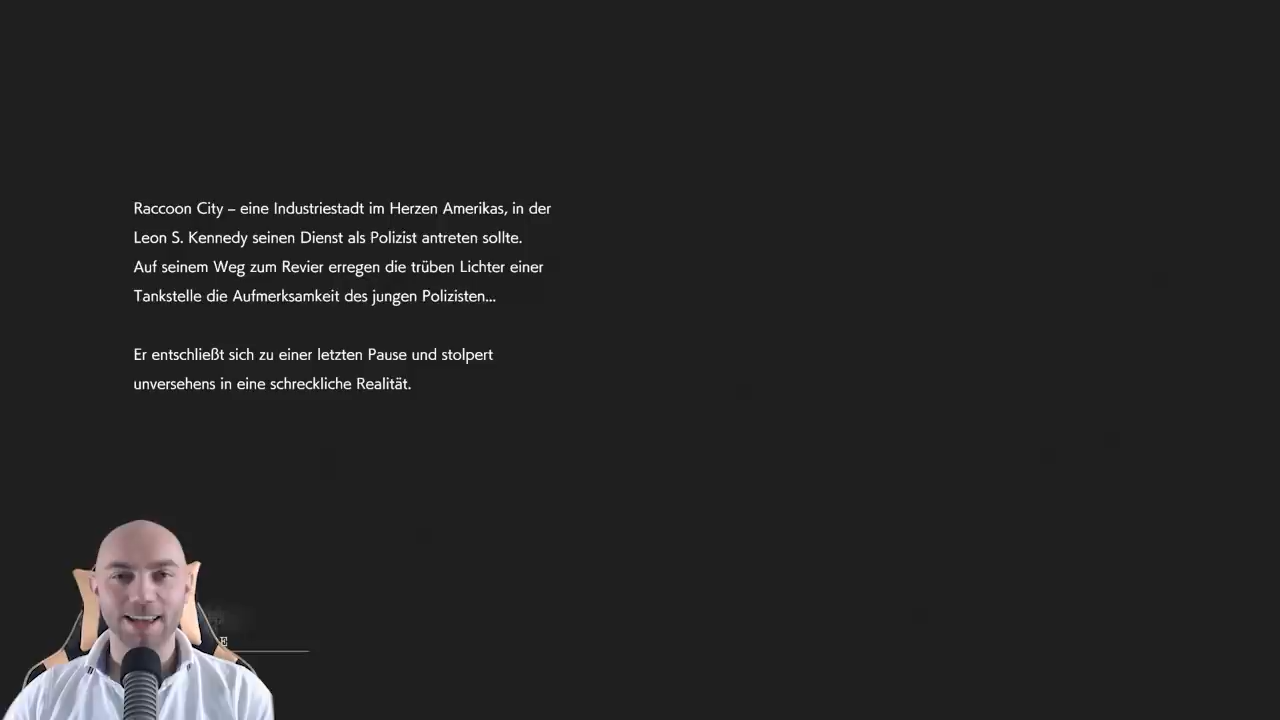 Raccoon City – eine Industriestadt im Herzen Amerikas, in der
Leon S. Kennedy seinen Dienst als Polizist antreten sollte.
Auf seinem Weg zum Revier erregen die trüben Lichter einer
Tankstelle die Aufmerksamkeit des jungen Polizisten...
Er entschließt sich zu einer letzten Pause und stolpert
unversehens in eine schreckliche Realität.
E